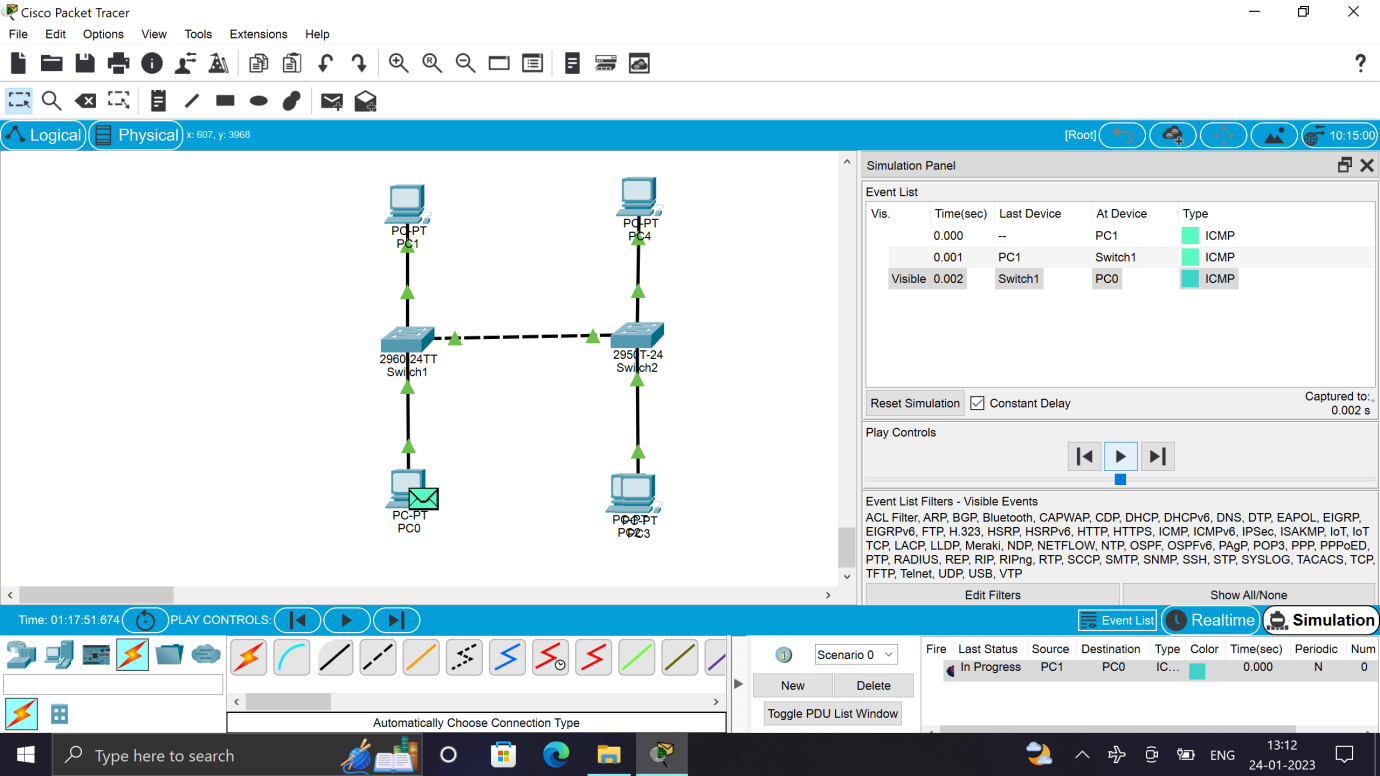 Cisco Packet Tracer
File Edit Options View Tools Extensions Help
Logical Physical x: 607, y: 3968 [Root] 10:15:00
PC-PT
PC1
PC-PT
PC4
2960-24TT
Switch1
2950T-24
Switch2
PC-PT
PC0
PC-PT
PC2
PC-PT
PC3
Simulation Panel
Event List
Vis. Time(sec) Last Device At Device Type
0.000 -- PC1 ICMP
0.001 PC1 Switch1 ICMP
Visible 0.002 Switch1 PC0 ICMP
Reset Simulation Constant Delay
Captured to:
0.002 s
Play Controls
Event List Filters - Visible Events
ACL Filter, ARP, BGP, Bluetooth, CAPWAP, CDP, DHCP, DHCPv6, DNS, DTP, EAPOL, EIGRP,
EIGRPv6, FTP, H.323, HSRP, HSRPv6, HTTP, HTTPS, ICMP, ICMPv6, IPSec, ISAKMP, IoT, IoT
TCP, LACP, LLDP, Meraki, NDP, NETFLOW, NTP, OSPF, OSPFv6, PAgP, POP3, PPP, PPPoED,
PTP, RADIUS, REP, RIP, RIPng, RTP, SCCP, SMTP, SNMP, SSH, STP, SYSLOG, TACACS, TCP,
TFTP, Telnet, UDP, USB, VTP
Edit Filters Show All/None
Time: 01:17:51.674 PLAY CONTROLS: Event List Realtime Simulation
Automatically Choose Connection Type
Scenario 0
New Delete
Toggle PDU List Window
Fire Last Status Source Destination Type Color Time(sec) Periodic Num
In Progress PC1 PC0 IC... 0.000 N 0
Type here to search
ENG
13:12
24-01-2023